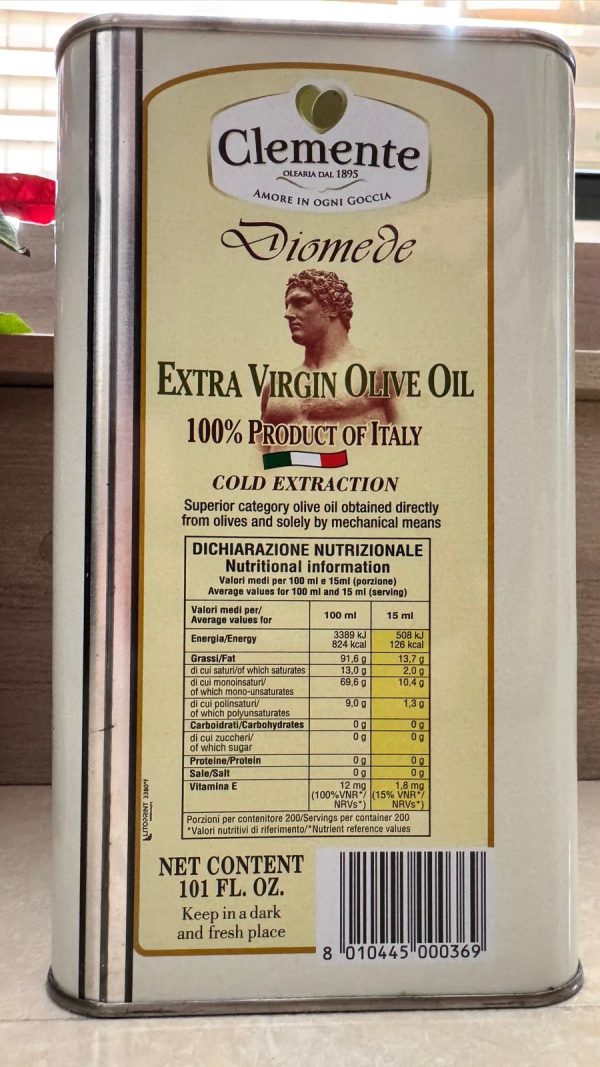 Clemente
OLEARIA DAL 1895
AMORE IN OGNI GOCCIA
Diomede
EXTRA VIRGIN OLIVE OIL
100% PRODUCT OF ITALY
COLD EXTRACTION
Superior category olive oil obtained directly
from olives and solely by mechanical means
DICHIARAZIONE NUTRIZIONALE
Nutritional information
Valori medi per 100 ml e 15ml (porzione)
Average values for 100 ml and 15 ml (serving)
Valori medi per/
Average values for 100 ml 15 ml
Energia/Energy 3389 kJ 508 kJ
824 kcal 126 kcal
Grassi/Fat 91,6 g 13,7 g
di cui saturi/of which saturates 13,0 g 2,0 g
di cui monoinsaturi/ 69,6 g 10,4 g
of which mono-unsaturates
di cui polinsaturi/ 9,0 g 1,3 g
of which polyunsaturates
Carboidrati/Carbohydrates 0 g 0 g
di cui zuccheri/ 0 g 0 g
of which sugar
Proteine/Protein 0 g 0 g
Sale/Salt 0 g 0 g
Vitamina E 12 mg 1,8 mg
(100%VNR*/ (15% VNR*/
NRVs*) NRVs*)
Porzioni per contenitore 200/Servings per container 200
*Valori nutritivi di riferimento/*Nutrient reference values
LITOPRINT 3380*f
NET CONTENT
101 FL. OZ.
Keep in a dark
and fresh place
8 010445 000369